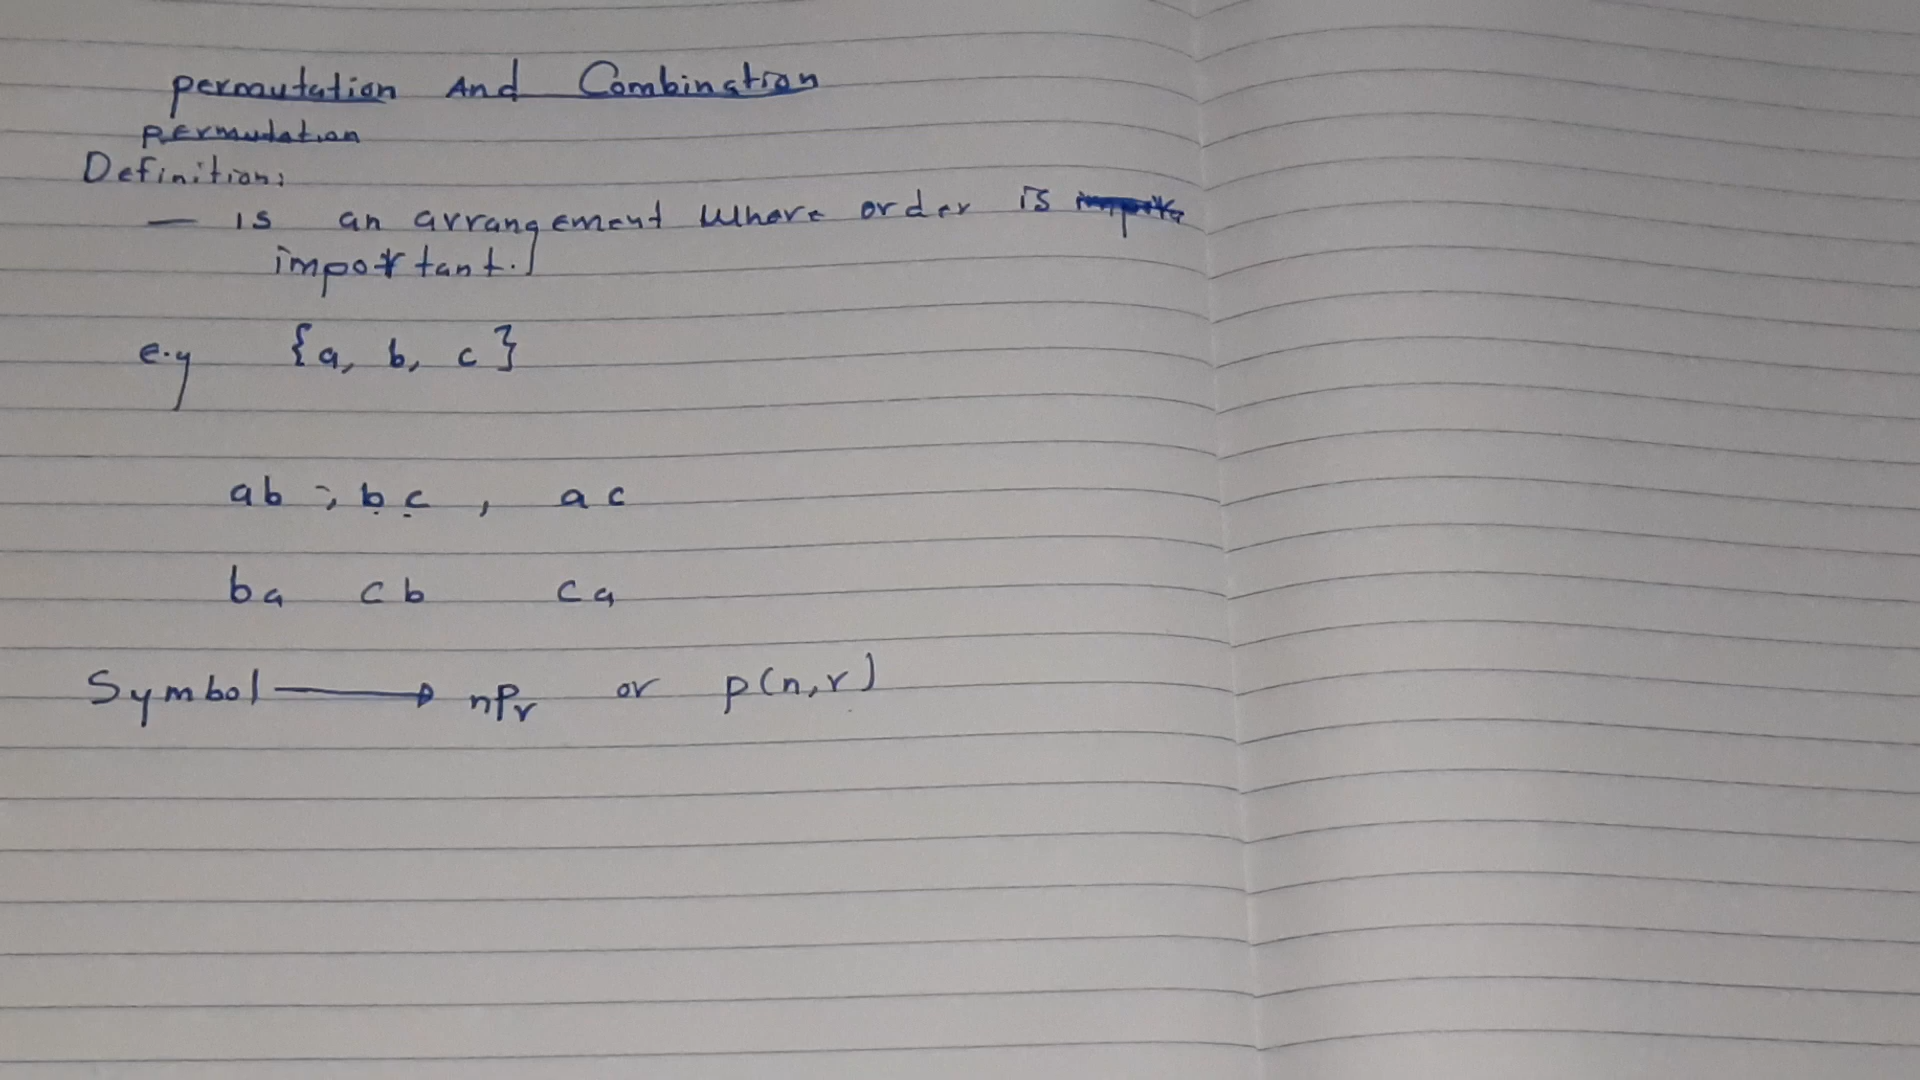 permutation And Combination
permutation
Definition:
— is an arrangement where order is
important.
e.g {a, b, c}
ab , bc , ac
ba cb ca
Symbol → nPr or p(n,r)